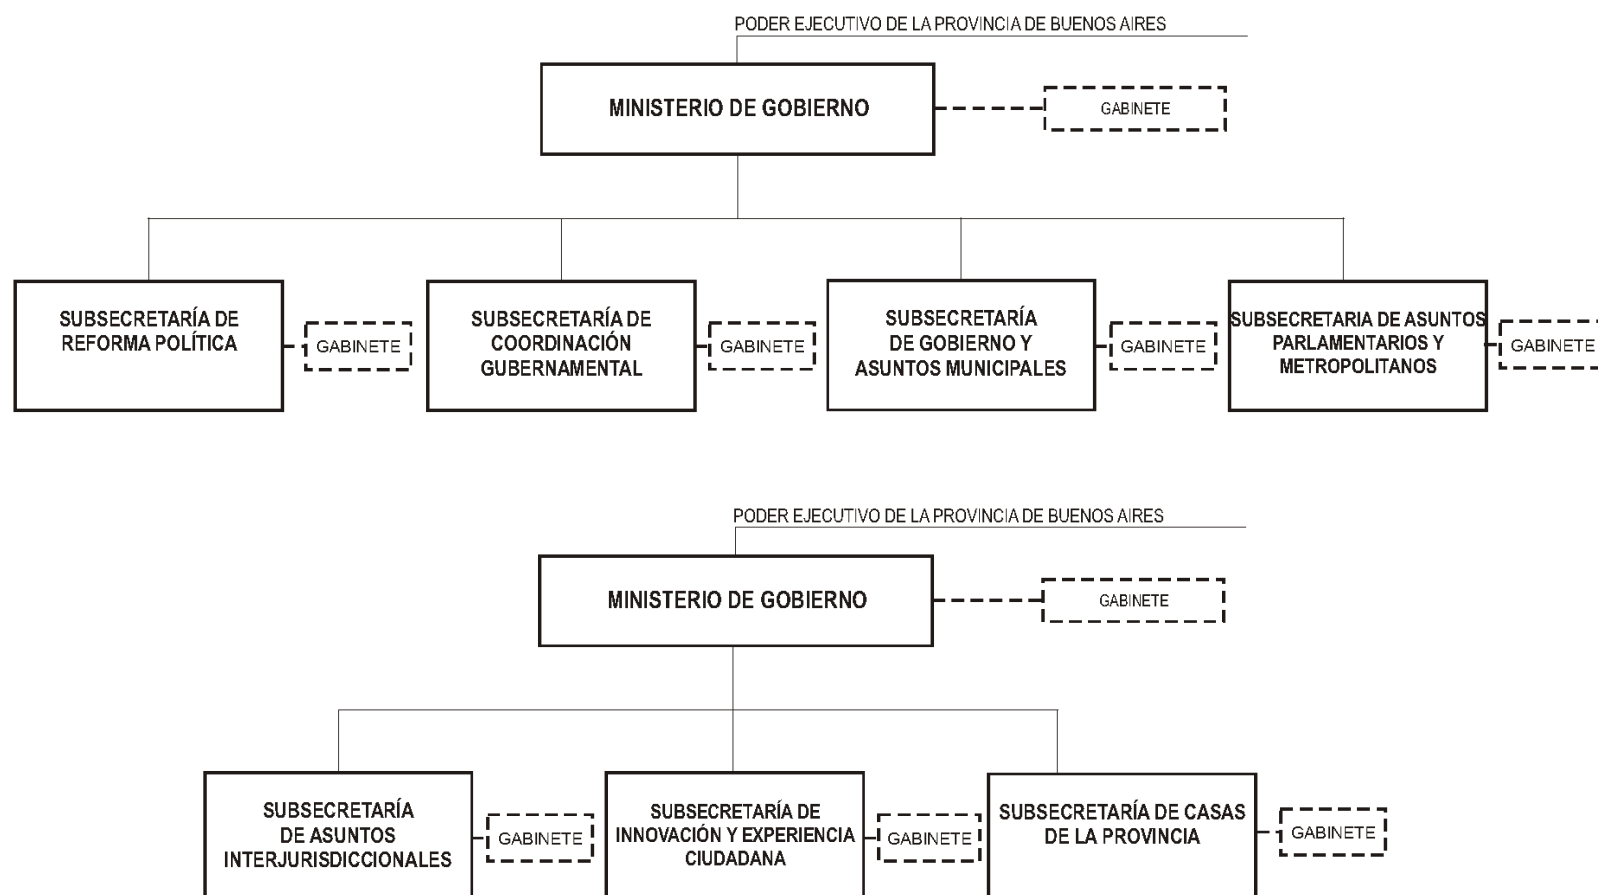 PODER EJECUTIVO DE LA PROVINCIA DE BUENOS AIRES
MINISTERIO DE GOBIERNO
GABINETE
SUBSECRETARÍA DE
REFORMA POLÍTICA
GABINETE
SUBSECRETARÍA DE
COORDINACIÓN
GUBERNAMENTAL
GABINETE
SUBSECRETARÍA
DE GOBIERNO Y
ASUNTOS MUNICIPALES
GABINETE
SUBSECRETARIA DE ASUNTOS
PARLAMENTARIOS Y
METROPOLITANOS
GABINETE
PODER EJECUTIVO DE LA PROVINCIA DE BUENOS AIRES
MINISTERIO DE GOBIERNO
GABINETE
SUBSECRETARÍA
DE ASUNTOS
INTERJURISDICCIONALES
GABINETE
SUBSECRETARÍA DE
INNOVACIÓN Y EXPERIENCIA
CIUDADANA
GABINETE
SUBSECRETARÍA DE CASAS
DE LA PROVINCIA
GABINETE